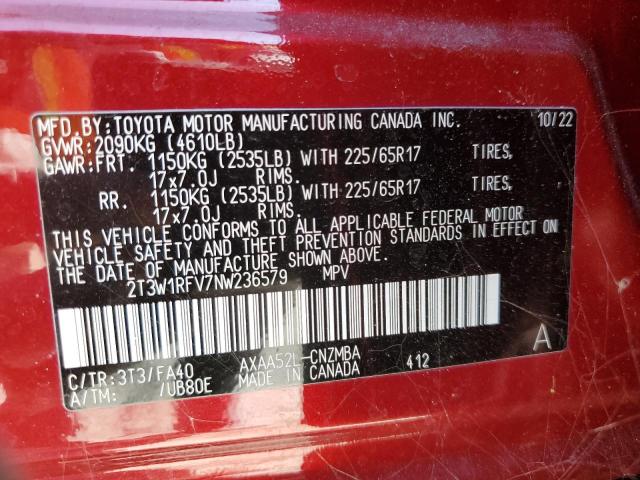 MFD.BY:TOYOTA MOTOR MANUFACTURING CANADA INC. 10/22
GVWR:2090KG (4610LB)
GAWR:FRT. 1150KG (2535LB) WITH 225/65R17 TIRES,
17x7.0J RIMS.
RR. 1150KG (2535LB) WITH 225/65R17 TIRES,
17x7.0J RIMS.
THIS VEHICLE CONFORMS TO ALL APPLICABLE FEDERAL MOTOR
VEHICLE SAFETY AND THEFT PREVENTION STANDARDS IN EFFECT ON
THE DATE OF MANUFACTURE SHOWN ABOVE.
2T3W1RFV7NW236579 MPV
A
C/TR:3T3/FA40 AXAA52L-CNZMBA 412
A/TM: /UB80E MADE IN CANADA